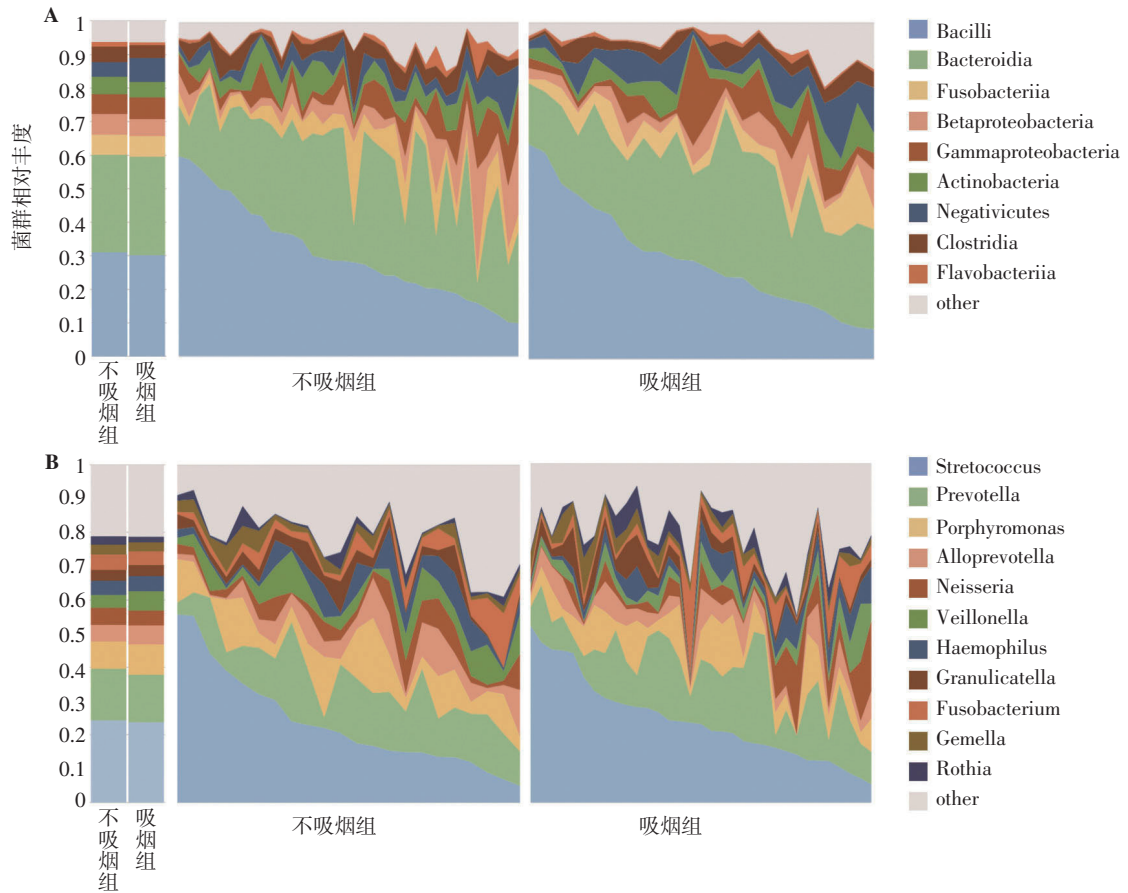 A
菌群相对丰度
1
0.9
0.8
0.7
0.6
0.5
0.4
0.3
0.2
0.1
0
不吸烟组
吸烟组
不吸烟组
吸烟组
Bacilli
Bacteroidia
Fusobacteriia
Betaproteobacteria
Gammaproteobacteria
Actinobacteria
Negativicutes
Clostridia
Flavobacteriia
other
B
1
0.9
0.8
0.7
0.6
0.5
0.4
0.3
0.2
0.1
0
不吸烟组
吸烟组
不吸烟组
吸烟组
Stretococcus
Prevotella
Porphyromonas
Alloprevotella
Neisseria
Veillonella
Haemophilus
Granulicatella
Fusobacterium
Gemella
Rothia
other